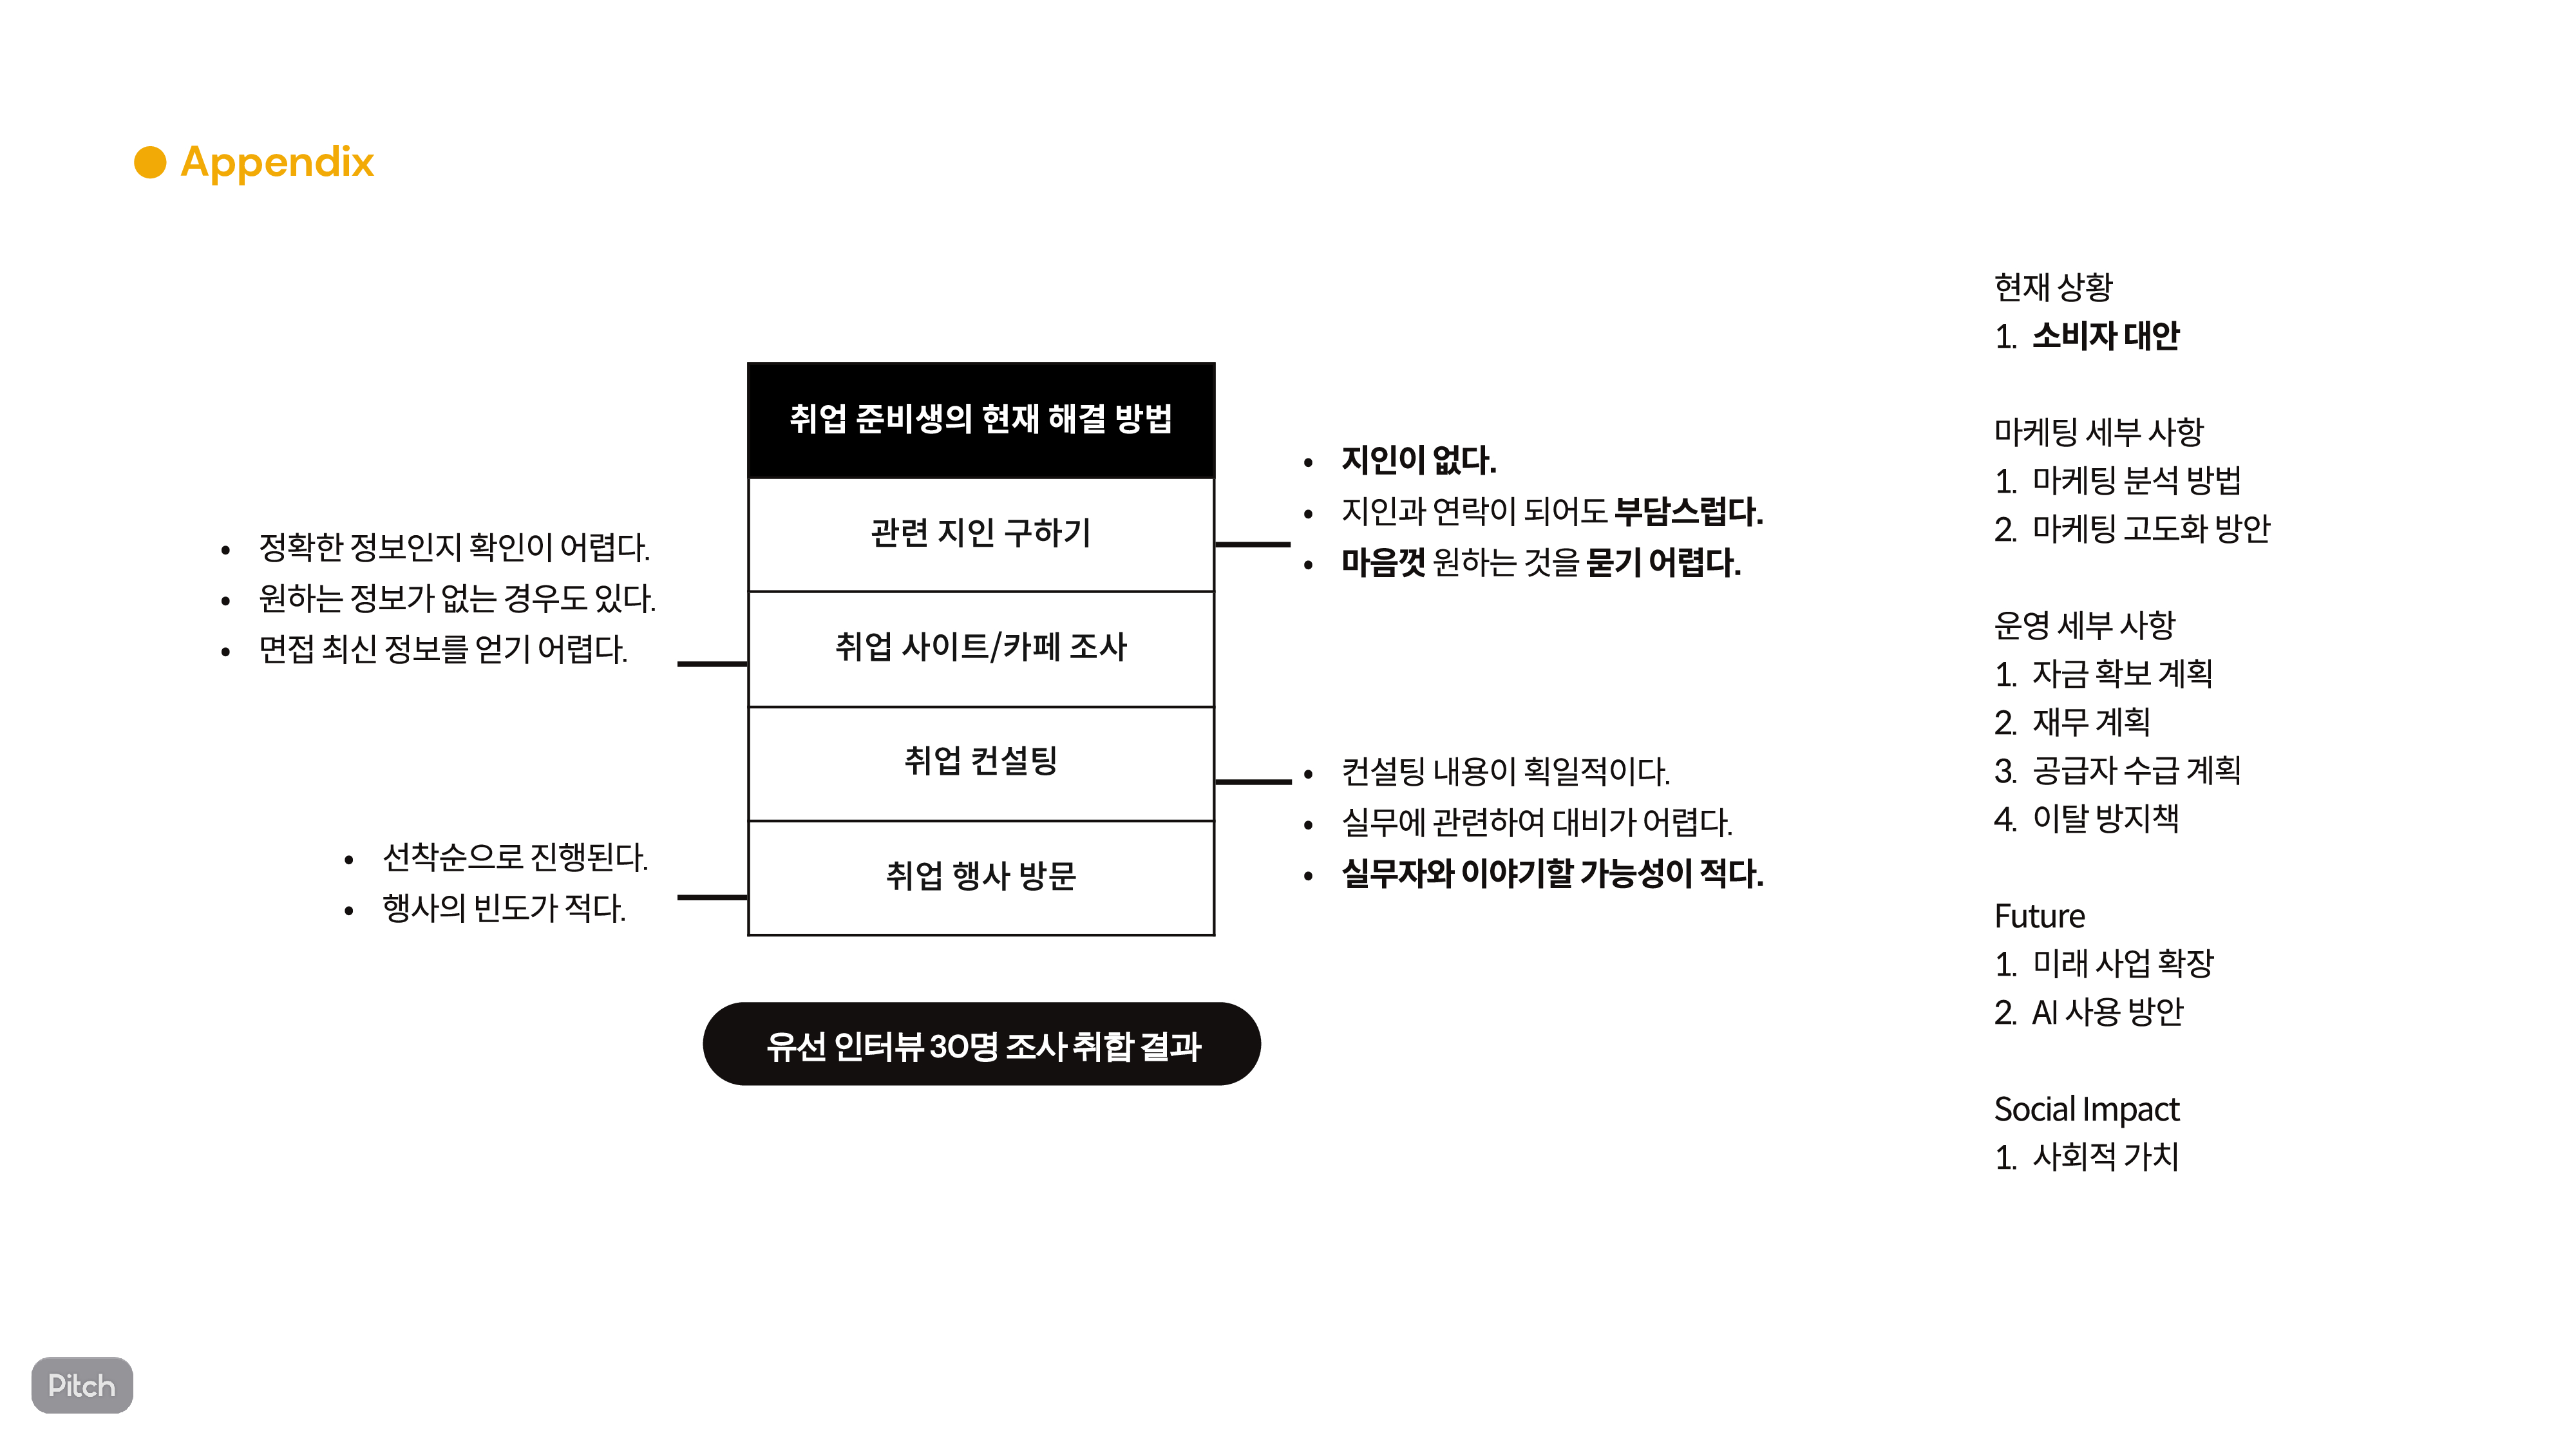 Appendix
취업 준비생의 현재 해결 방법
관련 지인 구하기
취업 사이트/카페 조사
취업 컨설팅
취업 행사 방문
• 정확한 정보인지 확인이 어렵다.
• 원하는 정보가 없는 경우도 있다.
• 면접 최신 정보를 얻기 어렵다.
• 선착순으로 진행된다.
• 행사의 빈도가 적다.
• 지인이 없다.
• 지인과 연락이 되어도 부담스럽다.
• 마음껏 원하는 것을 묻기 어렵다.
• 컨설팅 내용이 획일적이다.
• 실무에 관련하여 대비가 어렵다.
• 실무자와 이야기할 가능성이 적다.
유선 인터뷰 30명 조사 취합 결과
현재 상황
1. 소비자 대안
마케팅 세부 사항
1. 마케팅 분석 방법
2. 마케팅 고도화 방안
운영 세부 사항
1. 자금 확보 계획
2. 재무 계획
3. 공급자 수급 계획
4. 이탈 방지책
Future
1. 미래 사업 확장
2. AI 사용 방안
Social Impact
1. 사회적 가치
Pitch